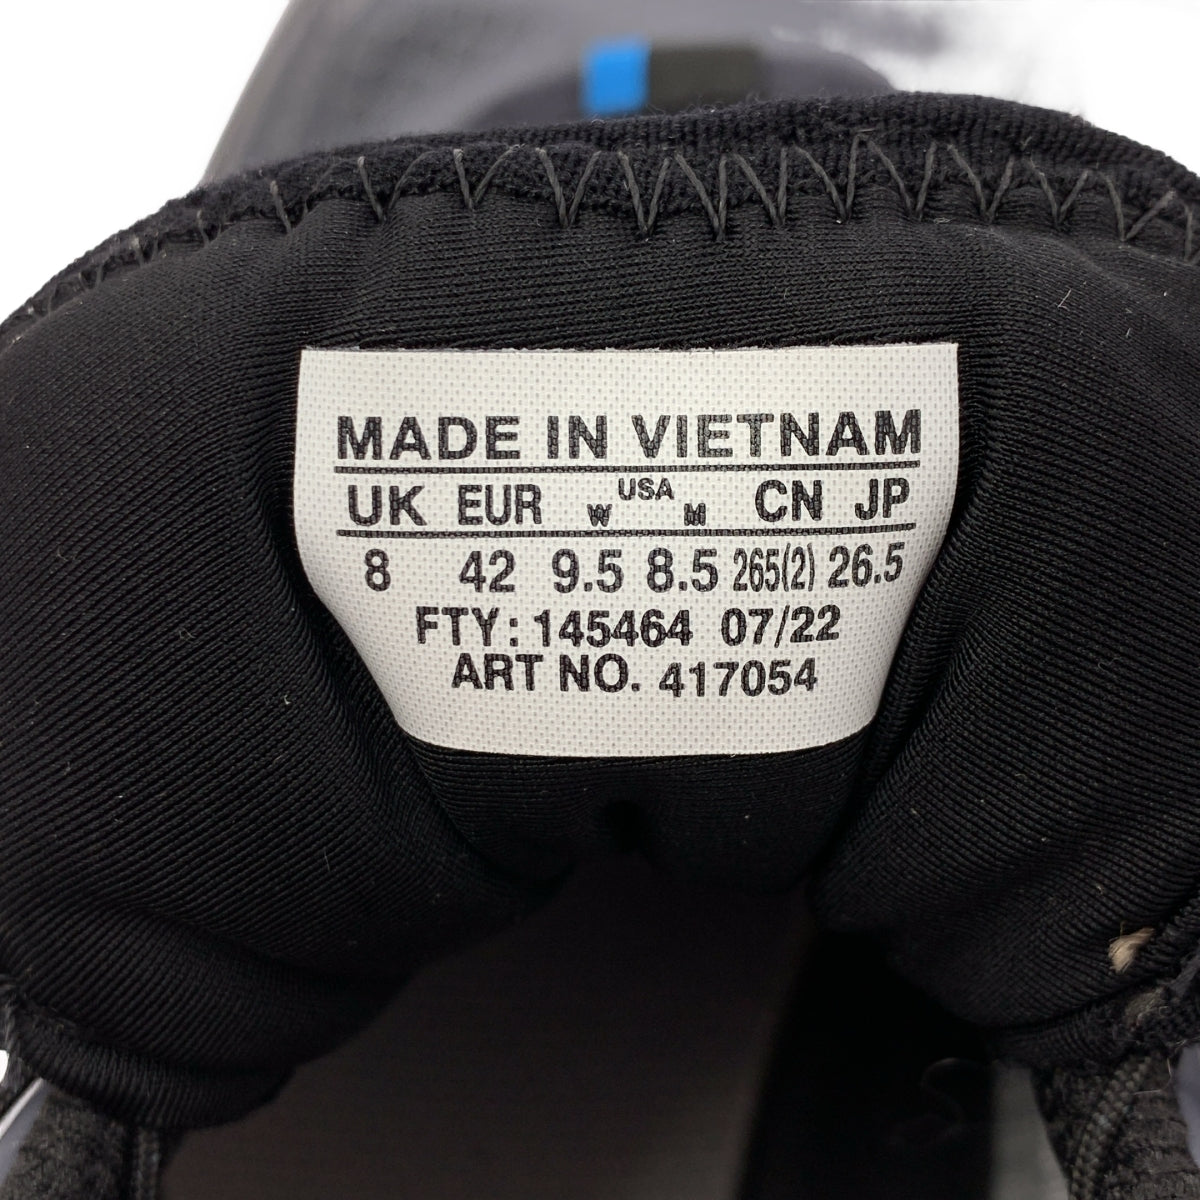 MADE IN VIETNAM
UK EUR W USA M CN JP
8 42 9.5 8.5 265(2) 26.5
FTY: 145464 07/22
ART NO. 417054